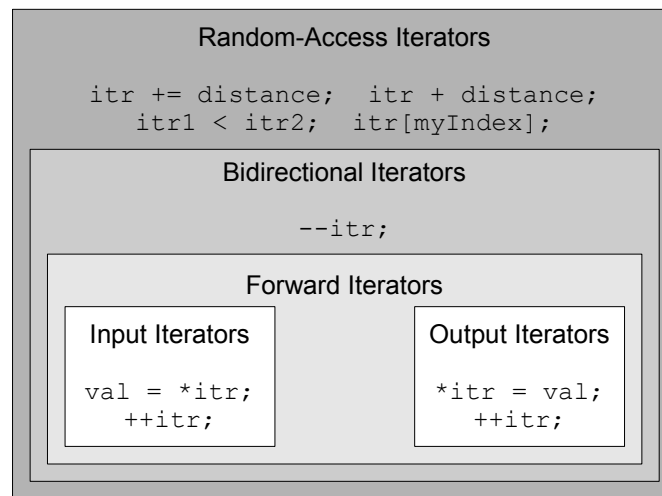 Random-Access Iterators
itr += distance;  itr + distance;
itr1 < itr2;  itr[myIndex];
Bidirectional Iterators
--itr;
Forward Iterators
Input Iterators
val = *itr;
++itr;
Output Iterators
*itr = val;
++itr;